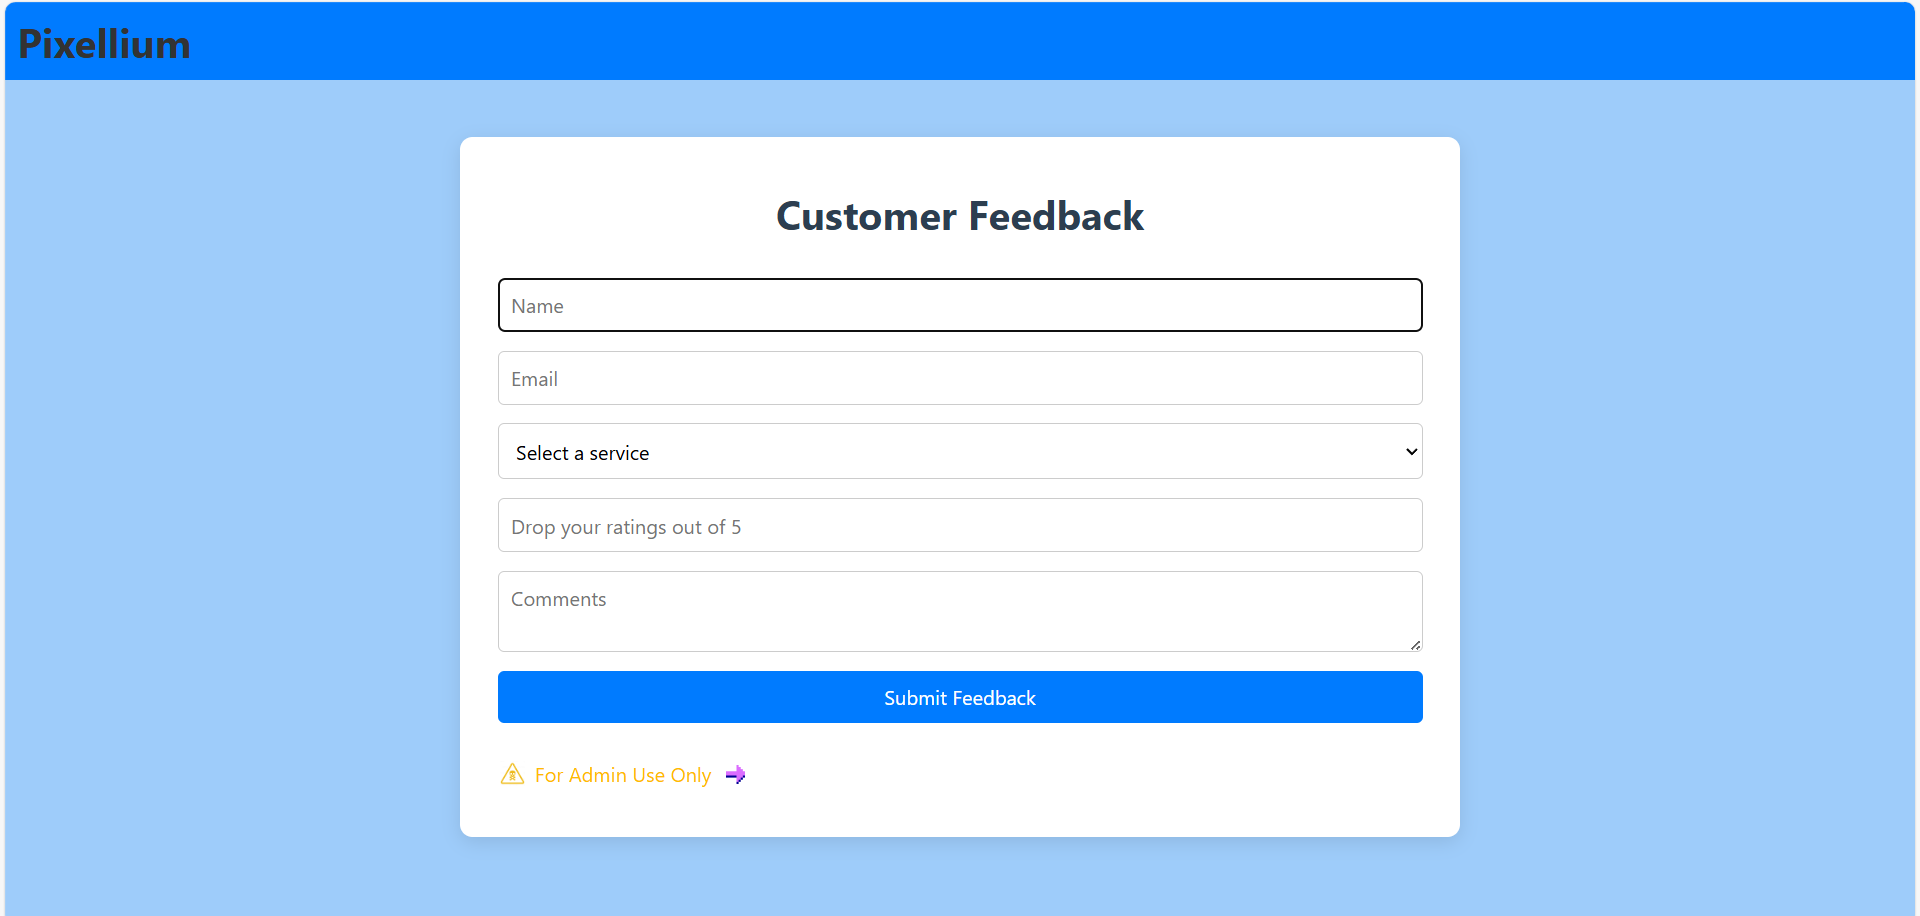 Pixellium
Customer Feedback
Name
Email
Select a service
Drop your ratings out of 5
Comments
Submit Feedback
For Admin Use Only